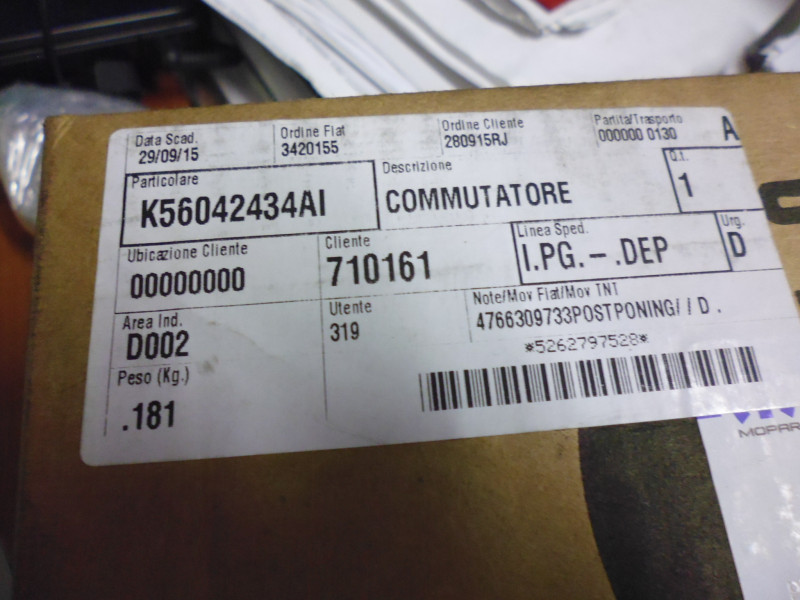 Data Scad. Ordine Fiat Ordine Cliente Partita/Trasporto
29/09/15 3420155 280915RJ 000000 0130 A
Particolare Descrizione Q.t.
K56042434AI COMMUTATORE 1
Ubicazione Cliente Cliente Linea Sped. Urg.
00000000 710161 I.PG.-.DEP D
Area Ind. Utente Note/Mov Fiat/Mov TNT
D002 319 4766309733POSTPONING//D.
Peso (Kg.) *5262797528*
.181
MOPAR